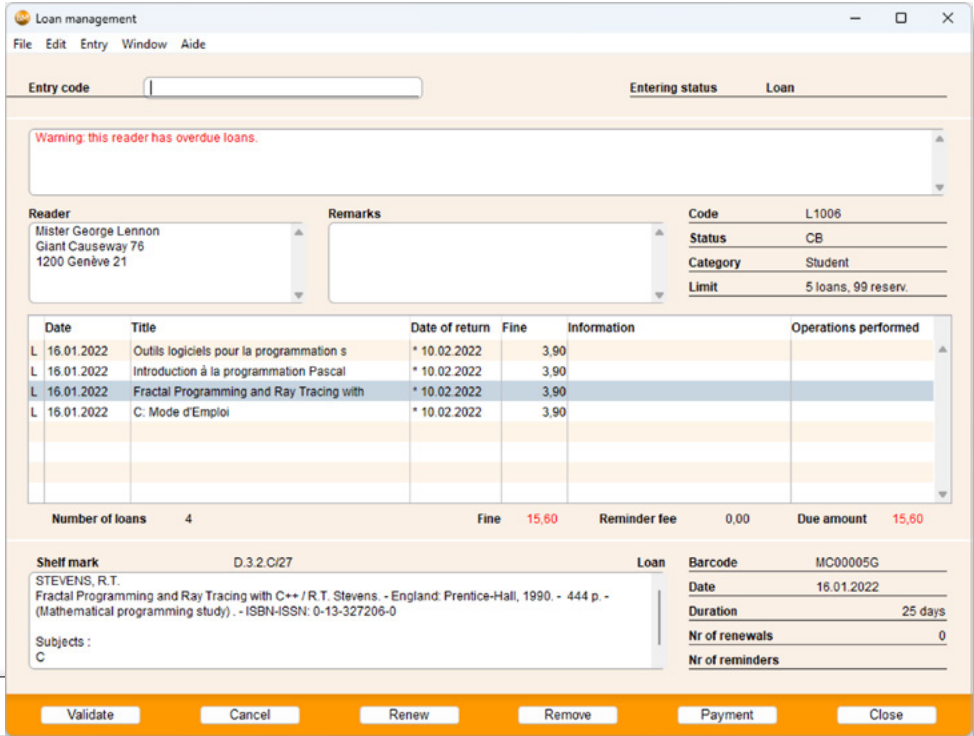 Loan management
File Edit Entry Window Aide
Entry code Entering status Loan
Warning: this reader has overdue loans.
Reader Remarks Code L1006
Mister George Lennon
Giant Causeway 76
1200 Genève 21
Status CB
Category Student
Limit 5 loans, 99 reserv.
Date Title Date of return Fine Information Operations performed
L 16.01.2022 Outils logiciels pour la programmation s * 10.02.2022 3,90
L 16.01.2022 Introduction à la programmation Pascal * 10.02.2022 3,90
L 16.01.2022 Fractal Programming and Ray Tracing with * 10.02.2022 3,90
L 16.01.2022 C: Mode d'Emploi * 10.02.2022 3,90
Number of loans 4 Fine 15,60 Reminder fee 0,00 Due amount 15,60
Shelf mark D.3.2.C/27 Loan
STEVENS, R.T.
Fractal Programming and Ray Tracing with C++ / R.T. Stevens. - England: Prentice-Hall, 1990. - 444 p. -
(Mathematical programming study) . - ISBN-ISSN: 0-13-327206-0
Subjects :
C
Barcode MC00005G
Date 16.01.2022
Duration 25 days
Nr of renewals 0
Nr of reminders
Validate Cancel Renew Remove Payment Close